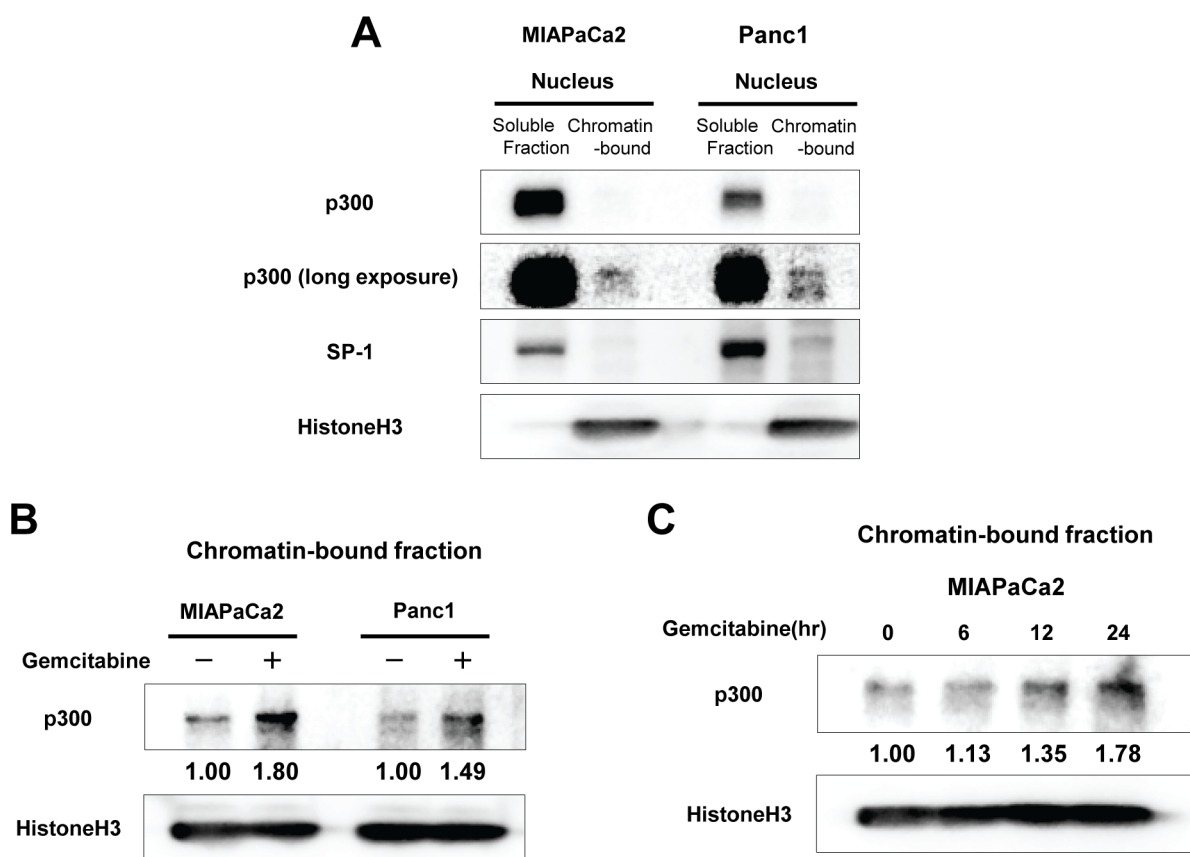 A
MIAPaCa2 Panc1
Nucleus Nucleus
Soluble Chromatin Soluble Chromatin
Fraction -bound Fraction -bound
p300
p300 (long exposure)
SP-1
HistoneH3
B
Chromatin-bound fraction
MIAPaCa2 Panc1
Gemcitabine − + − +
p300
1.00 1.80 1.00 1.49
HistoneH3
C
Chromatin-bound fraction
MIAPaCa2
Gemcitabine(hr) 0 6 12 24
p300
1.00 1.13 1.35 1.78
HistoneH3